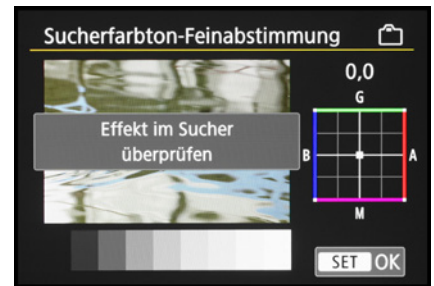 Sucherfarbton-Feinabstimmung
0,0
G
Effekt im Sucher
überprüfen
B
A
M
SET OK